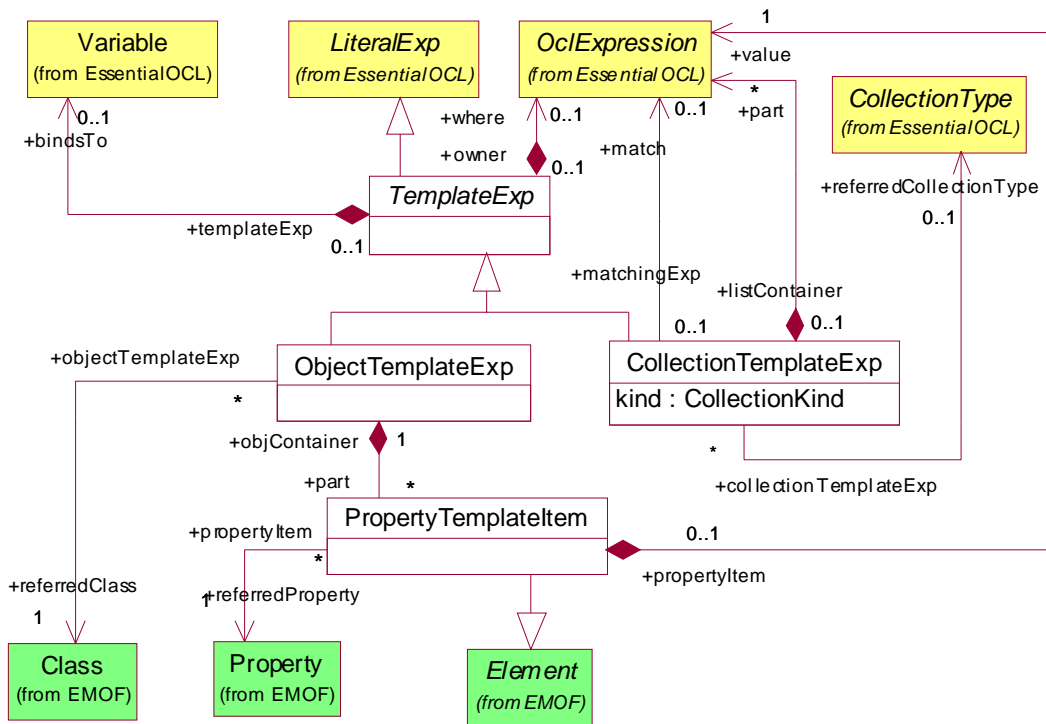 Variable
(from EssentialOCL)
LiteralExp
(from EssentialOCL)
OclExpression
(from EssentialOCL)
1
+value
*
+part
CollectionType
(from EssentialOCL)
0..1
+bindsTo
+where
0..1
+owner
0..1
0..1
+match
+referredCollectionType
0..1
TemplateExp
+templateExp
0..1
+matchingExp
0..1
+listContainer
0..1
+objectTemplateExp
*
ObjectTemplateExp
CollectionTemplateExp
kind : CollectionKind
+objContainer
1
*
+collectionTemplateExp
+part
*
PropertyTemplateItem
+propertyItem
*
0..1
+propertyItem
+referredClass
1
1
+referredProperty
Class
(from EMOF)
Property
(from EMOF)
Element
(from EMOF)